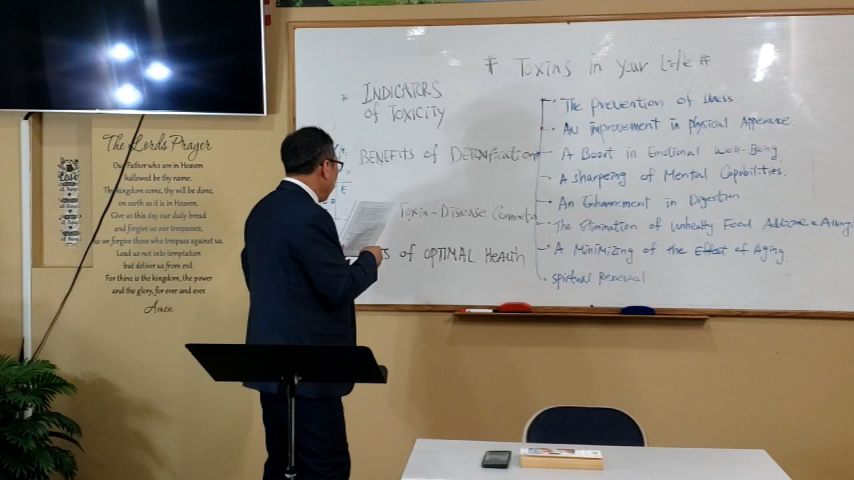 The Lord's Prayer
Our Father who are in Heaven
hallowed be thy name.
Thy kingdom come, thy will be done,
on earth as it is in Heaven.
Give us this day our daily bread
and forgive us our trespasses,
as we forgive those who trespass against us.
Lead us not into temptation
but deliver us from evil.
For thine is the kingdom, the power
and the glory, for ever and ever.
Amen
# Toxins in your Life #
* INDICATORS
of TOXICITY
BENEFITS of DETOXIFICATION
Toxin-Disease
of OPTIMAL HEALTH
• The prevention of illness.
• An improvement in physical Apperance.
• A Boost in Emotional Well-Being
• A sharpeing of Mental Capabilities.
• An Enhancement in Digestion
• The Elimination of unhealty Food
• A Minimizing of the Effect of Aging.
• spiritual Renewal.